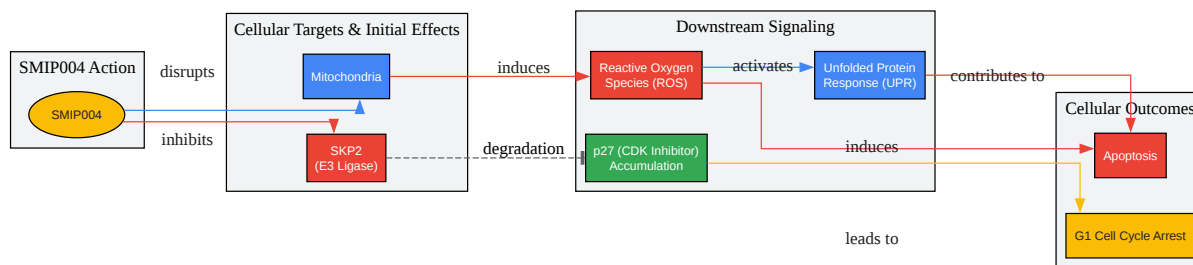 SMIP004 Action
SMIP004
disrupts
inhibits
Cellular Targets & Initial Effects
Mitochondria
SKP2
(E3 Ligase)
induces
degradation
Downstream Signaling
Reactive Oxygen
Species (ROS)
activates
Unfolded Protein
Response (UPR)
p27 (CDK Inhibitor)
Accumulation
induces
contributes to
leads to
Cellular Outcomes
Apoptosis
G1 Cell Cycle Arrest